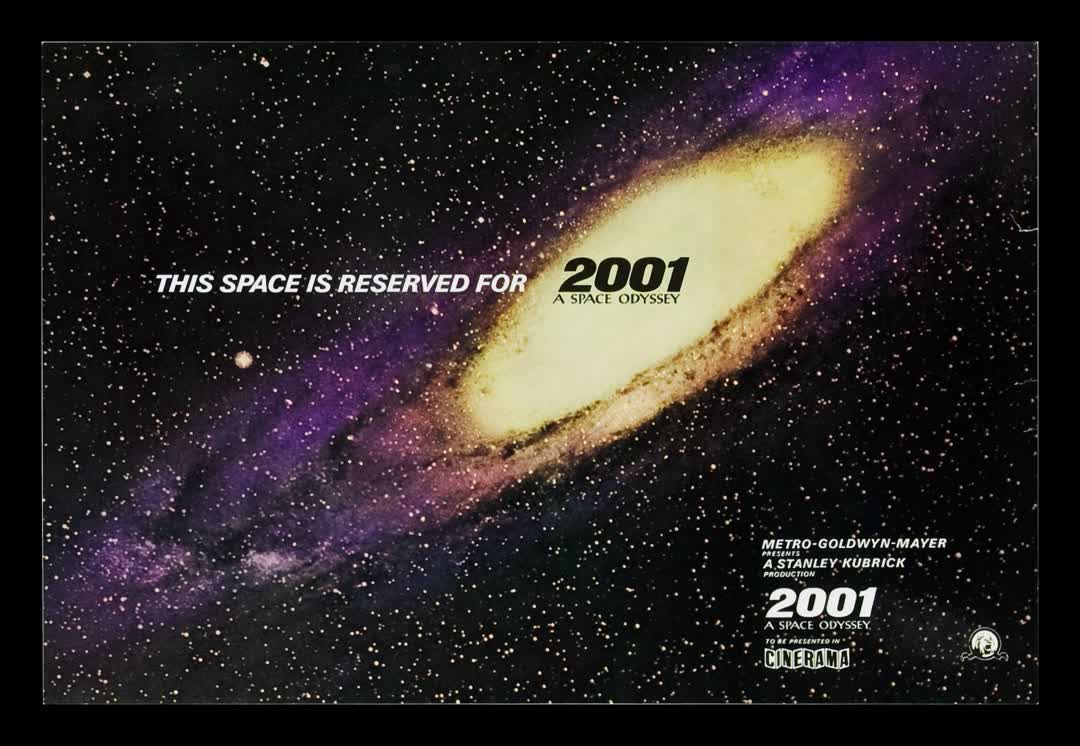 THIS SPACE IS RESERVED FOR
2001
A SPACE ODYSSEY
METRO-GOLDWYN-MAYER
PRESENTS
A STANLEY KUBRICK
PRODUCTION
2001
A SPACE ODYSSEY
TO BE PRESENTED IN
CINERAMA